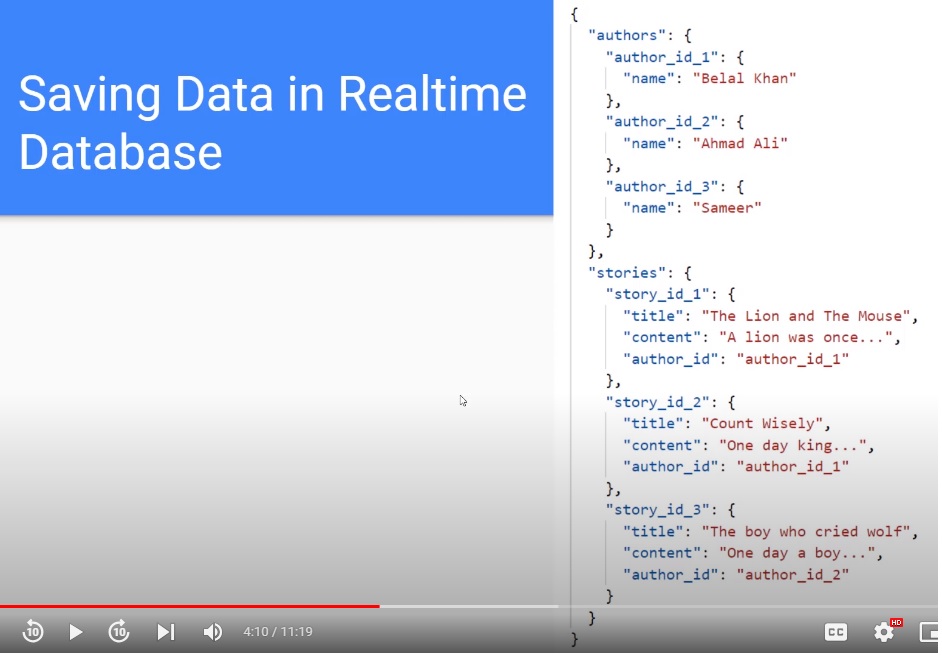 Saving Data in Realtime
Database
{
"authors": {
"author_id_1": {
"name": "Belal Khan"
},
"author_id_2": {
"name": "Ahmad Ali"
},
"author_id_3": {
"name": "Sameer"
}
},
"stories": {
"story_id_1": {
"title": "The Lion and The Mouse",
"content": "A lion was once...",
"author_id": "author_id_1"
},
"story_id_2": {
"title": "Count Wisely",
"content": "One day king...",
"author_id": "author_id_1"
},
"story_id_3": {
"title": "The boy who cried wolf",
"content": "One day a boy...",
"author_id": "author_id_2"
}
}
}
10
10
4:10 / 11:19
CC
HD